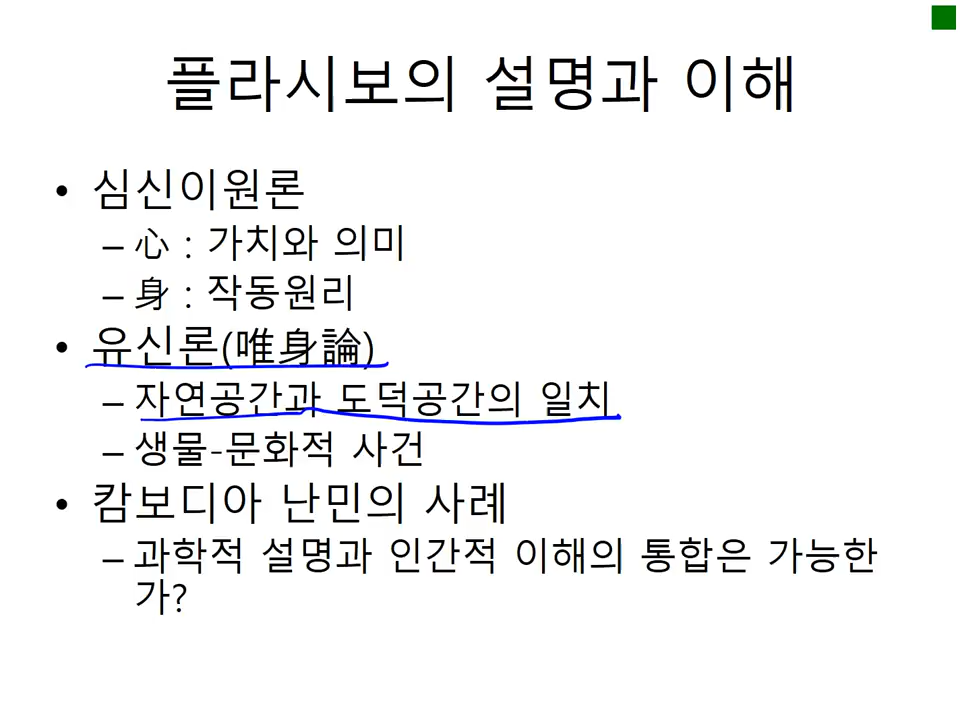 플라시보의 설명과 이해
• 심신이원론
– 心 : 가치와 의미
– 身 : 작동원리
• 유신론(唯身論)
– 자연공간과 도덕공간의 일치
– 생물-문화적 사건
• 캄보디아 난민의 사례
– 과학적 설명과 인간적 이해의 통합은 가능한
가?